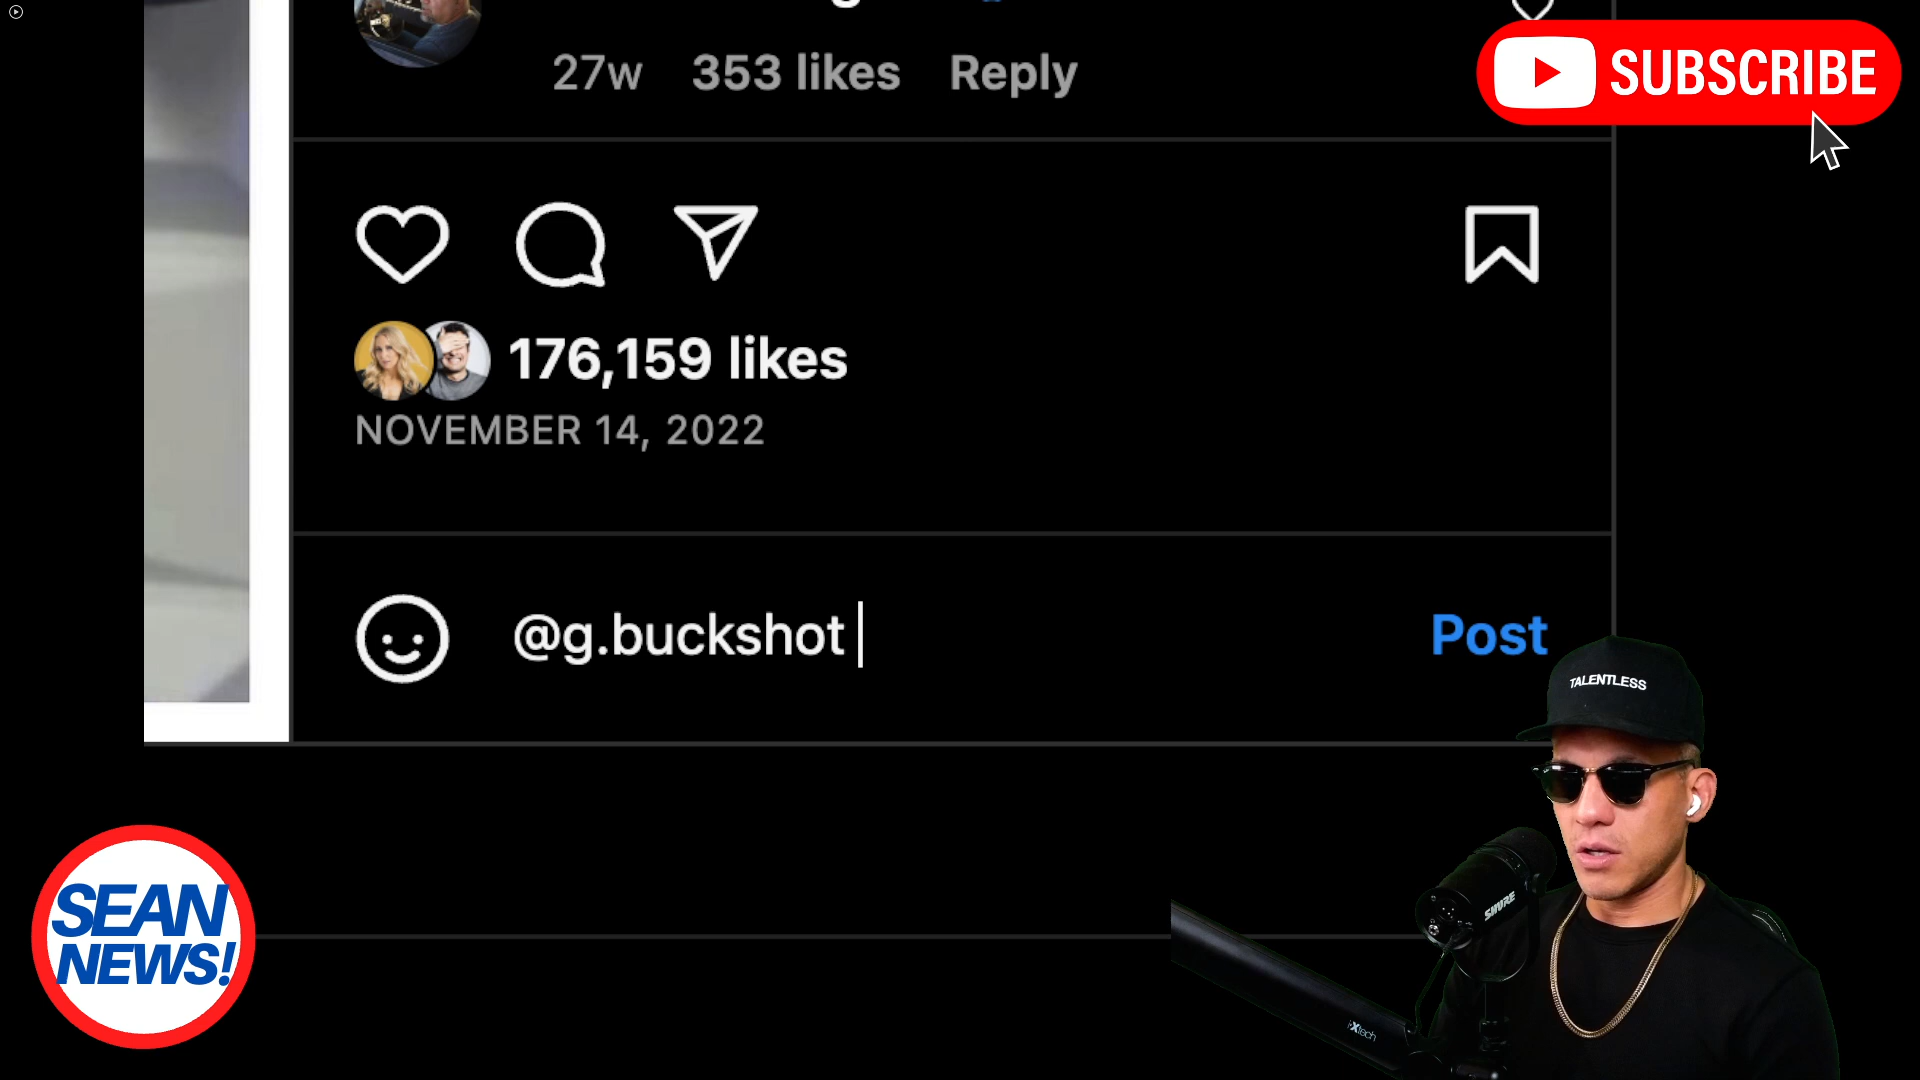 27w 353 likes Reply
SUBSCRIBE
176,159 likes
NOVEMBER 14, 2022
@g.buckshot
Post
TALENTLESS
SHURE
SEAN
NEWS!